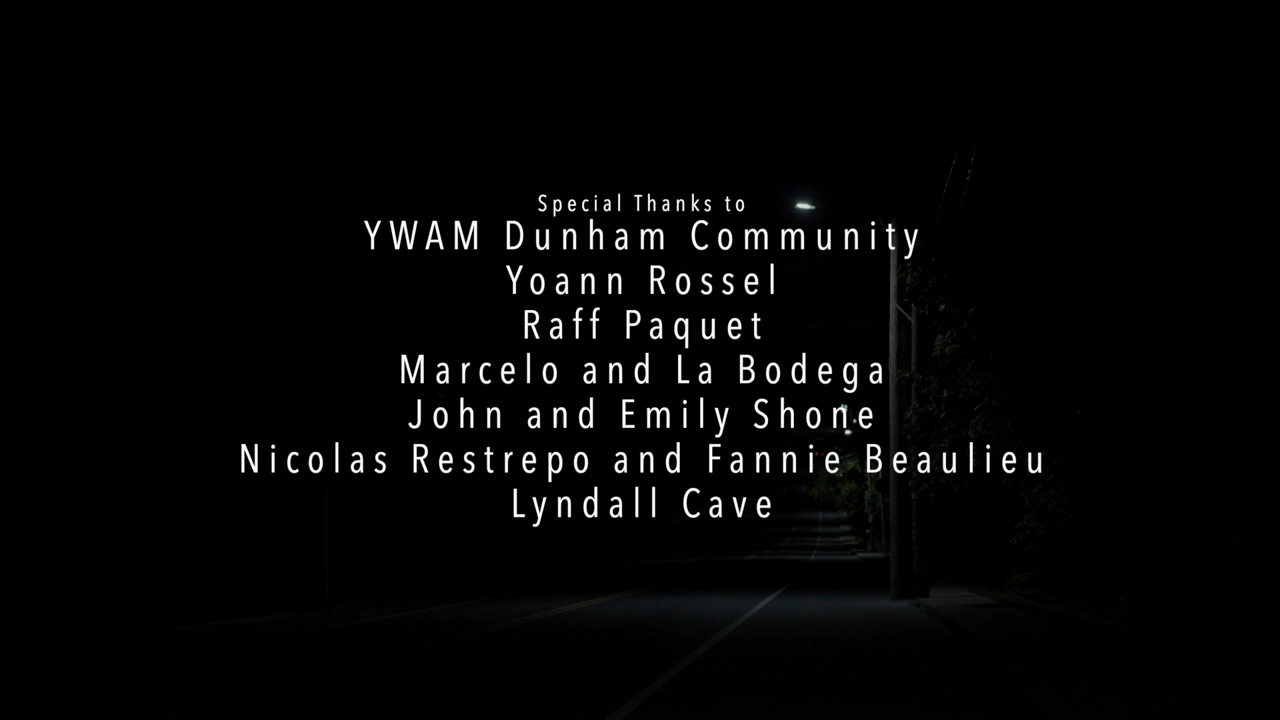 Special Thanks to
YWAM Dunham Community
Yoann Rossel
Raff Paquet
Marcelo and La Bodega
John and Emily Shone
Nicolas Restrepo and Fannie Beaulieu
Lyndall Cave